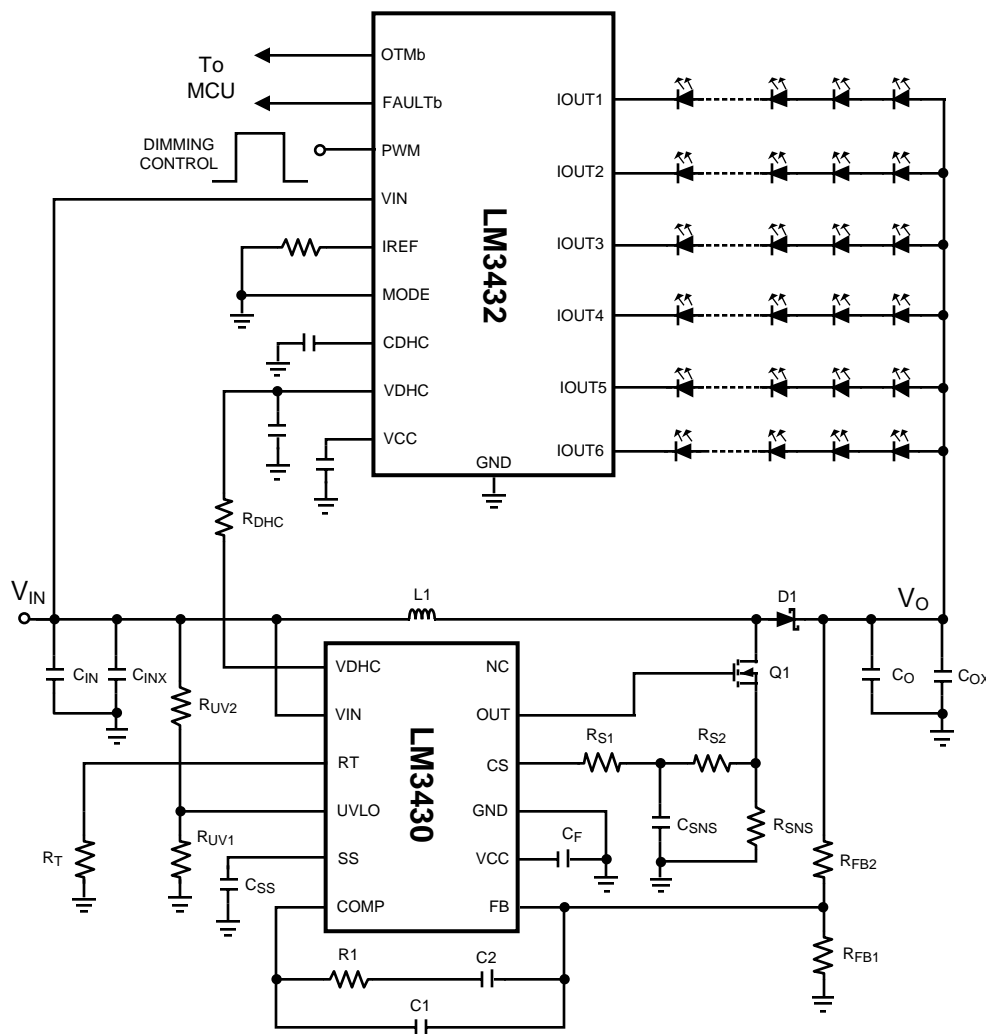 OTMb
To
MCU
FAULTb
DIMMING
CONTROL
PWM
VIN
IREF
MODE
CDHC
VDHC
VCC
GND
LM3432
IOUT1
IOUT2
IOUT3
IOUT4
IOUT5
IOUT6
RDHC
VIN
L1
D1
VO
CIN
CINX
RUV2
VDHC
NC
Q1
CO
COX
VIN
OUT
RS1
RS2
RT
CS
LM3430
UVLO
GND
CSNS
RSNS
RT
RUV1
CF
SS
VCC
RFB2
CSS
COMP
FB
R1
C2
RFB1
C1